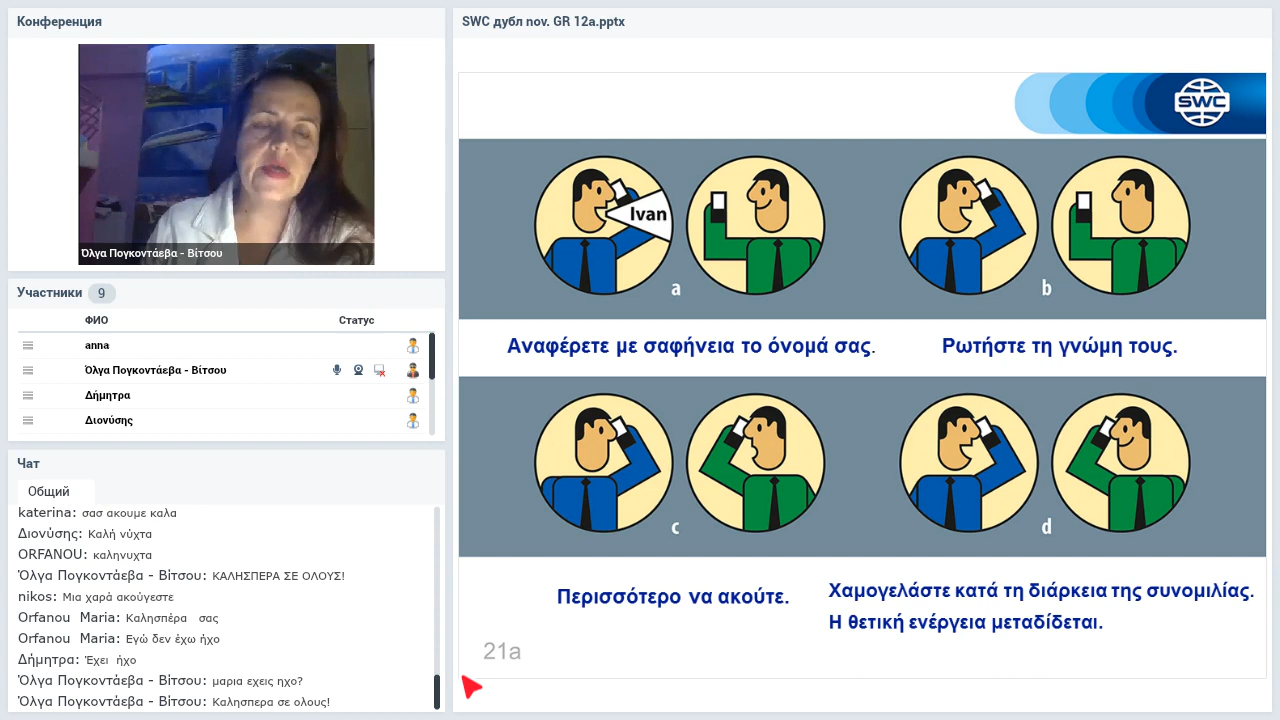 Конференция
Όλγα Πογκοντάεβα - Βίτσου
Участники 9
ФИО Статус
anna
Όλγα Πογκοντάεβα - Βίτσου
Δήμητρα
Διονύσης
Чат
Общий
katerina: σασ ακουμε καλα
Διονύσης: Καλή νύχτα
ORFANOU: καληνυχτα
Όλγα Πογκοντάεβα - Βίτσου: ΚΑΛΗΣΠΕΡΑ ΣΕ ΟΛΟΥΣ!
nikos: Μια χαρά ακούγεστε
Orfanou Maria: Καλησπέρα σας
Orfanou Maria: Εγώ δεν έχω ήχο
Δήμητρα: Έχει ήχο
Όλγα Πογκοντάεβα - Βίτσου: μαρια εχεις ηχο?
Όλγα Πογκοντάεβα - Βίτσου: Καλησπερα σε ολους!
SWC дубл nov. GR 12a.pptx
SWC
Ivan
a
b
Αναφέρετε με σαφήνεια το όνομά σας.
Ρωτήστε τη γνώμη τους.
c
d
Περισσότερο να ακούτε.
Χαμογελάστε κατά τη διάρκεια της συνομιλίας.
Η θετική ενέργεια μεταδίδεται.
21a